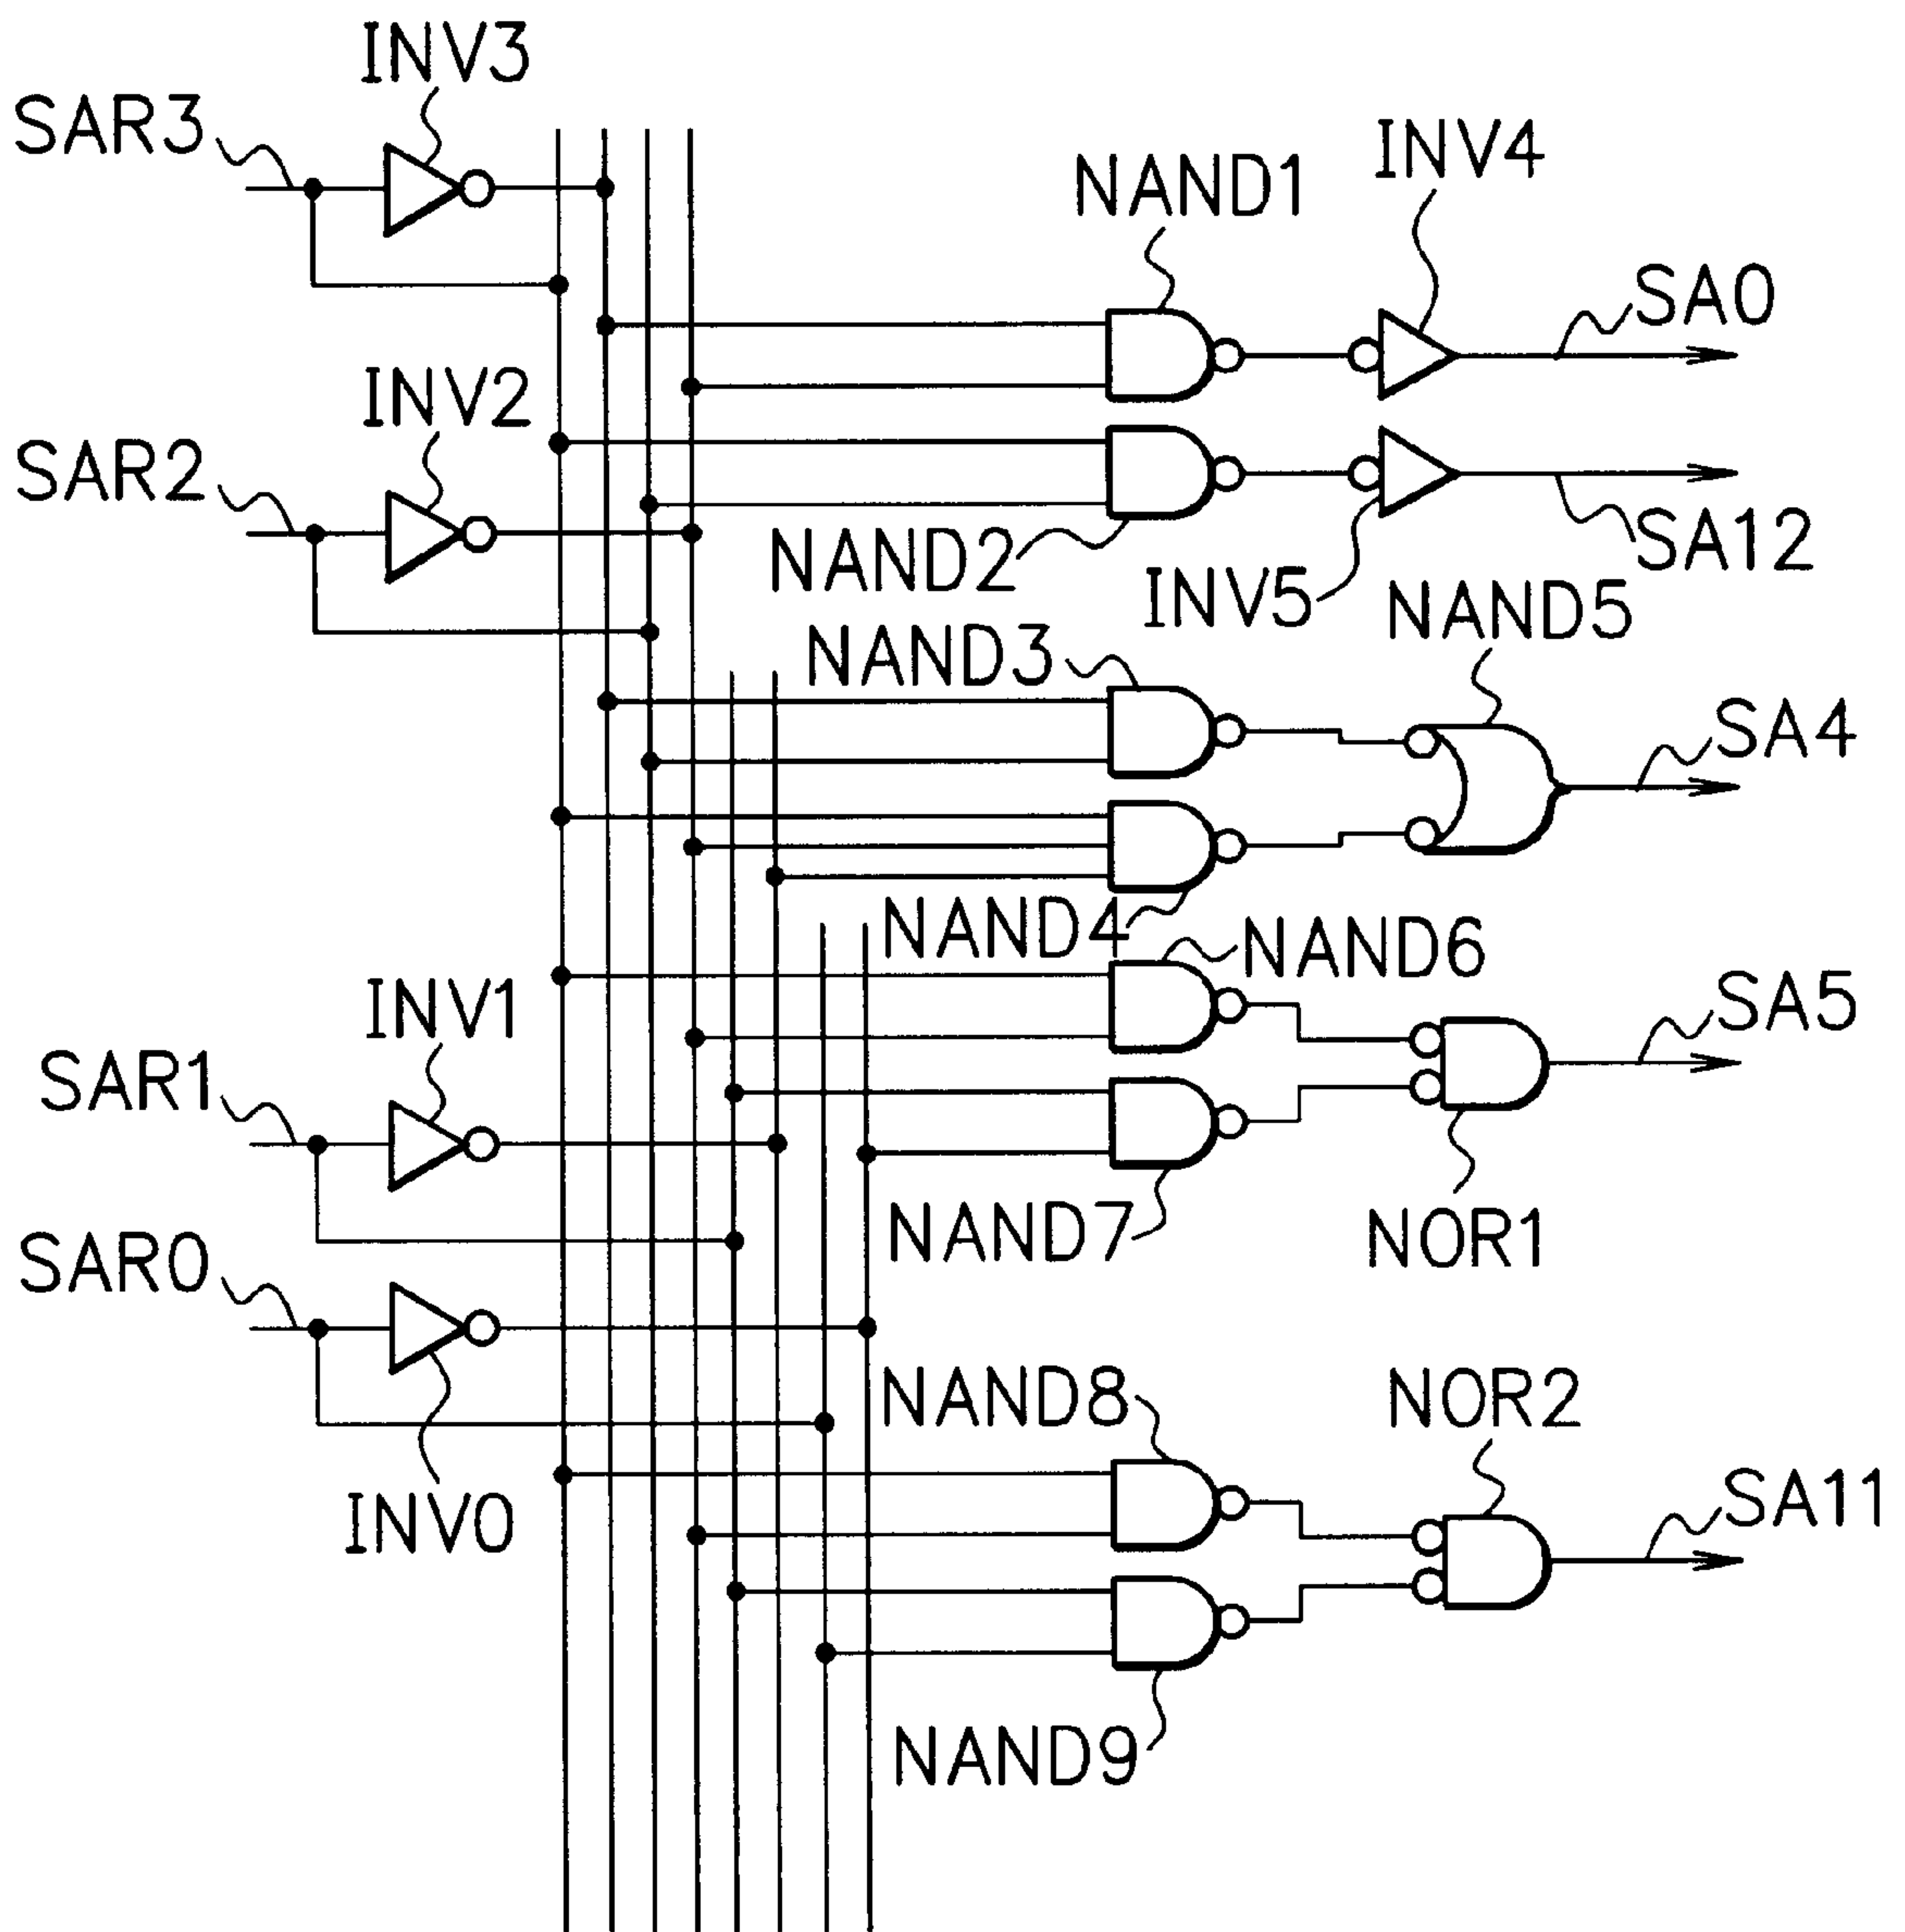 INV3
SAR3
INV4
NAND1
SA0
INV2
SAR2
NAND2
SA12
INV5
NAND5
NAND3
SA4
NAND4
NAND6
INV1
SA5
SAR1
NAND7
NOR1
SAR0
NAND8
NOR2
INV0
SA11
NAND9